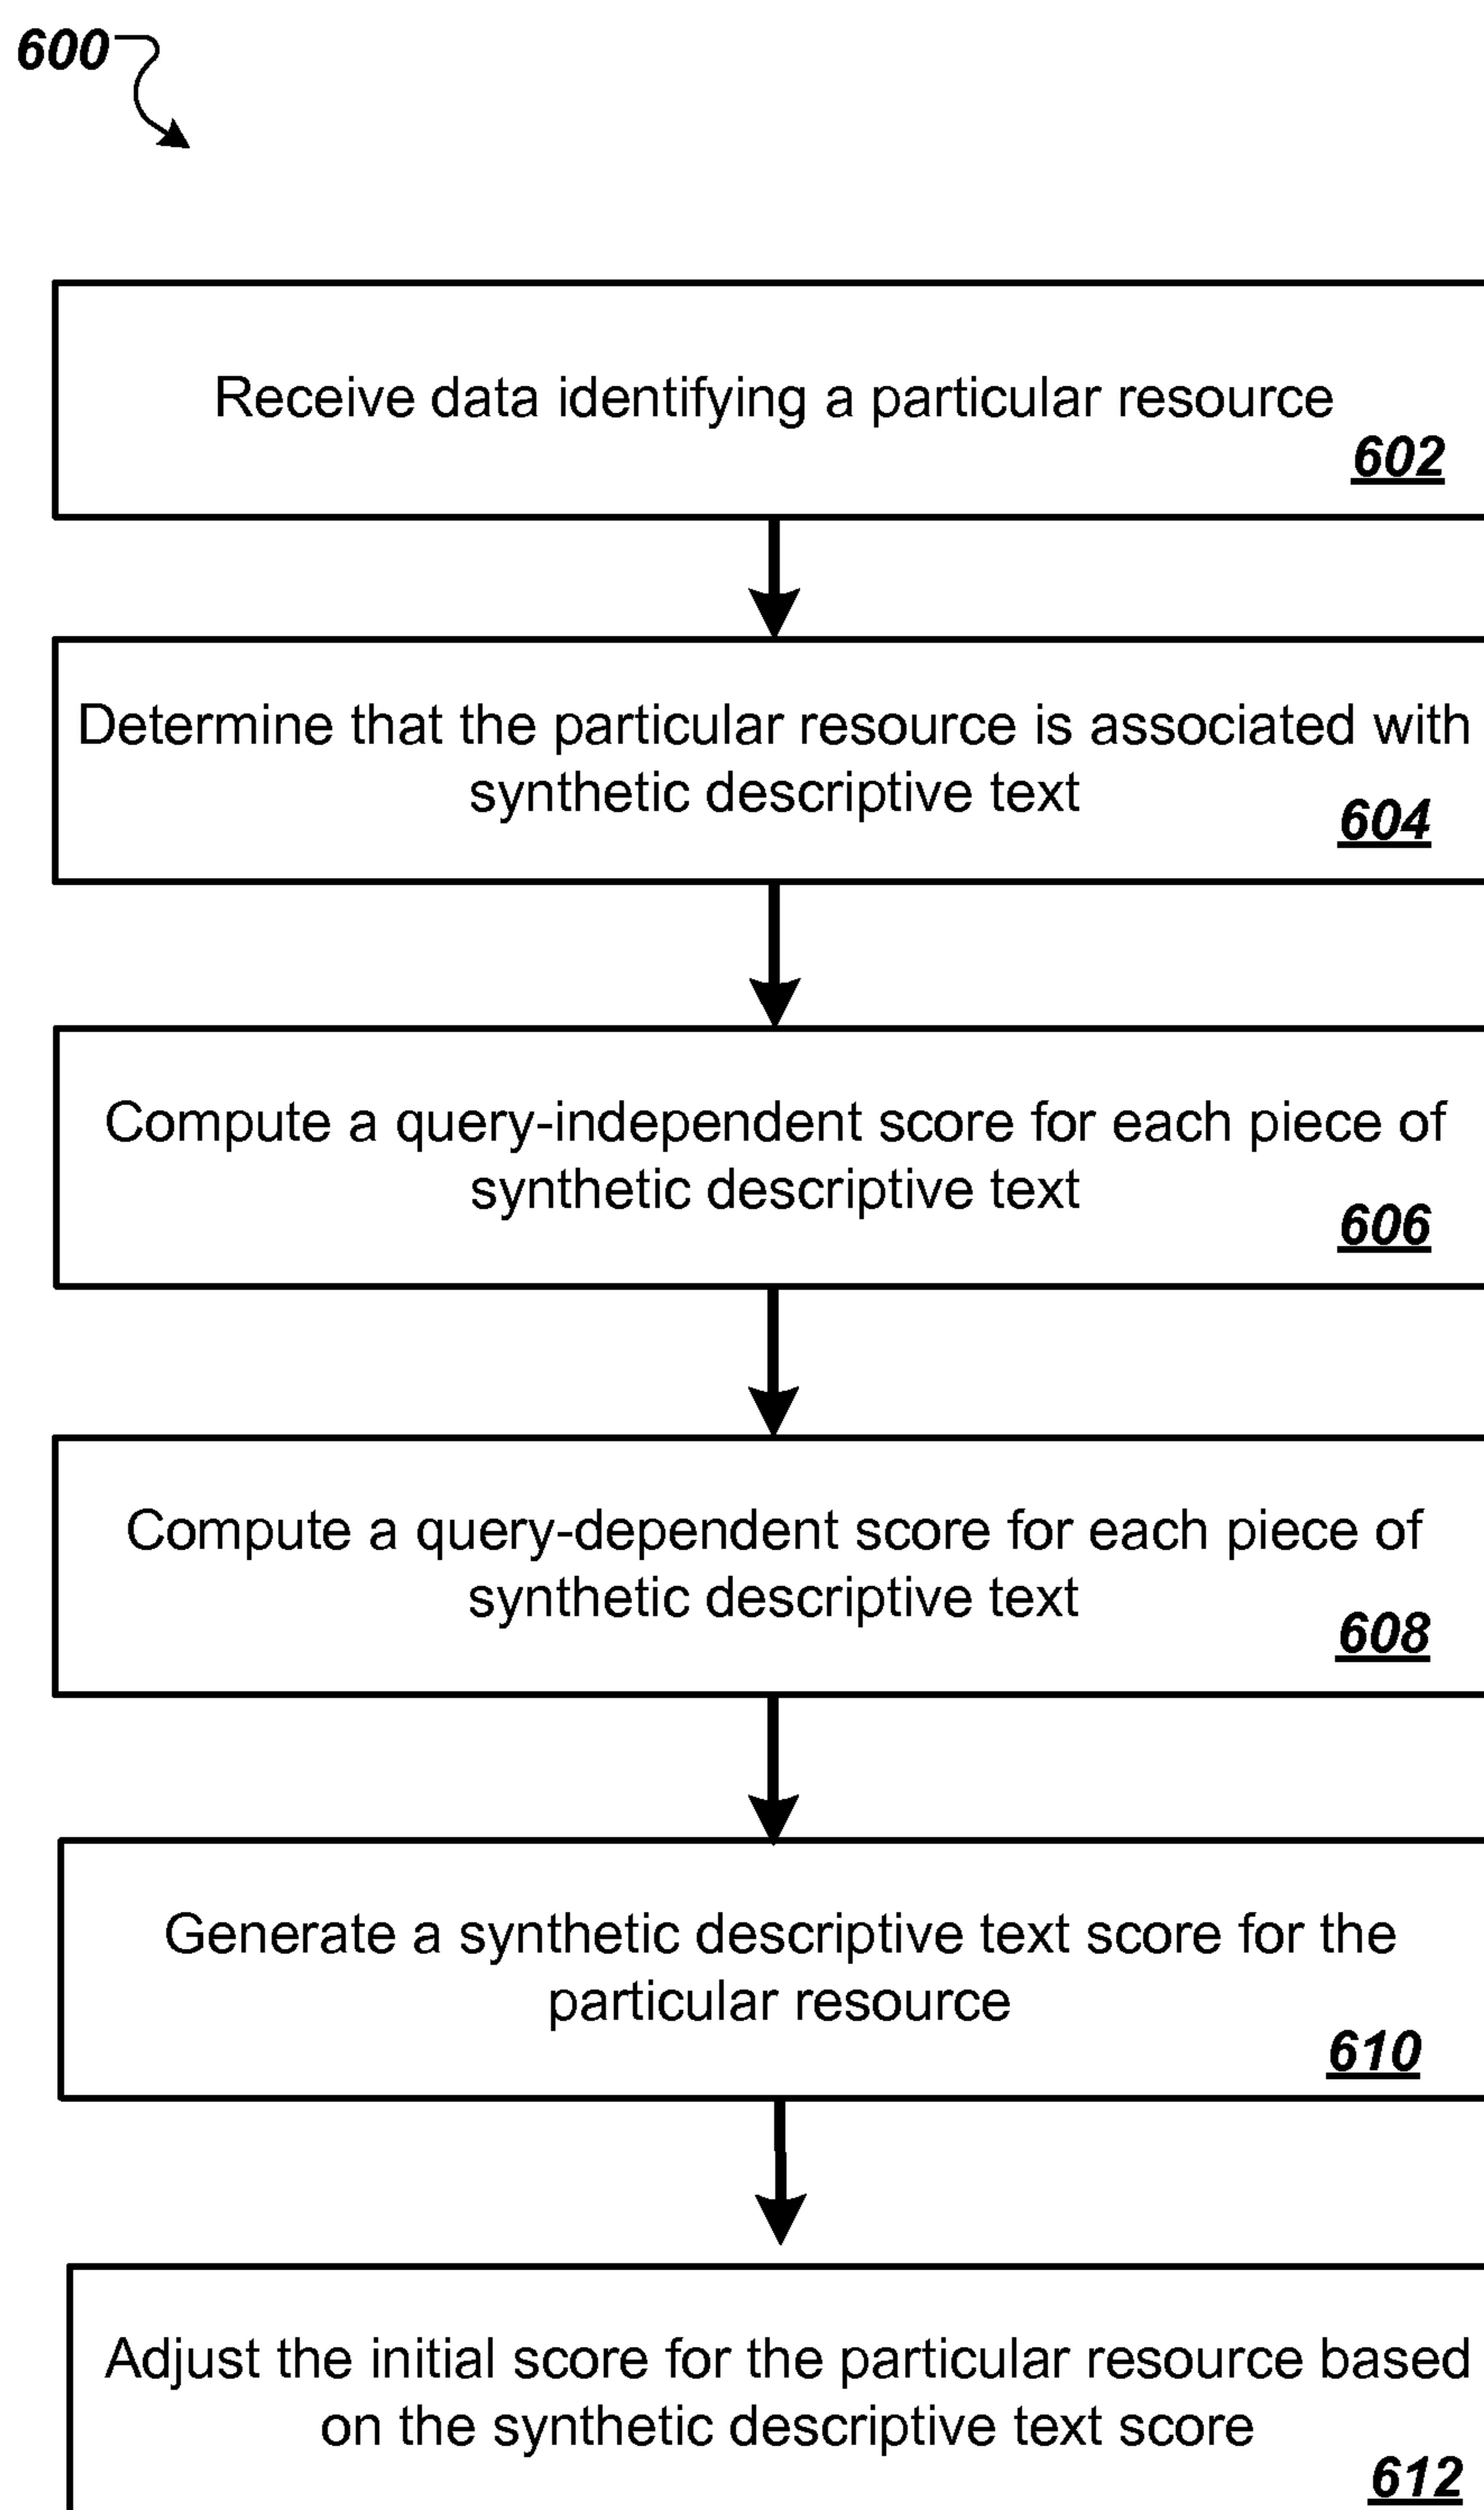 600
Receive data identifying a particular resource
602
Determine that the particular resource is associated with
synthetic descriptive text
604
Compute a query-independent score for each piece of
synthetic descriptive text
606
Compute a query-dependent score for each piece of
synthetic descriptive text
608
Generate a synthetic descriptive text score for the
particular resource
610
Adjust the initial score for the particular resource based
on the synthetic descriptive text score
612